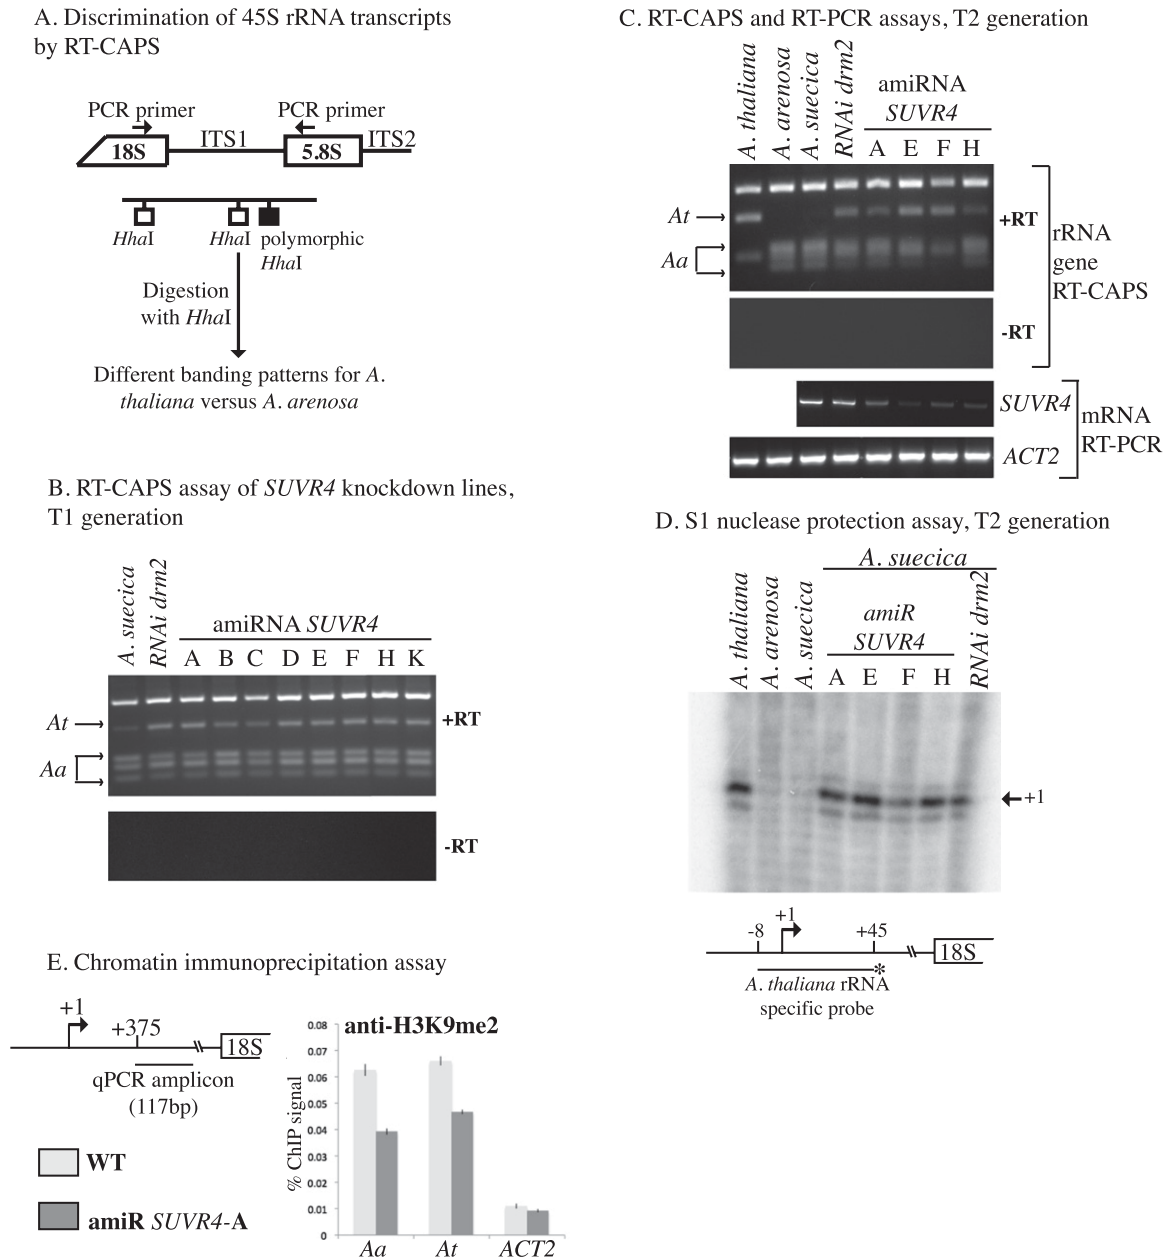 A. Discrimination of 45S rRNA transcripts
by RT-CAPS
PCR primer
PCR primer
18S
ITS1
5.8S
ITS2
HhaI
HhaI
polymorphic
HhaI
Digestion
with HhaI
Different banding patterns for A.
thaliana versus A. arenosa
B. RT-CAPS assay of SUVR4 knockdown lines,
T1 generation
A. suecica
RNAi drm2
amiRNA SUVR4
A B C D E F H K
At
Aa
+RT
-RT
C. RT-CAPS and RT-PCR assays, T2 generation
A. thaliana
A. arenosa
A. suecica
RNAi drm2
amiRNA
SUVR4
A E F H
At
Aa
+RT
-RT
rRNA
gene
RT-CAPS
SUVR4
ACT2
mRNA
RT-PCR
D. S1 nuclease protection assay, T2 generation
A. suecica
A. thaliana
A. arenosa
A. suecica
amiR
SUVR4
A E F H
RNAi drm2
+1
-8
+1
+45
18S
*
A. thaliana rRNA
specific probe
E. Chromatin immunoprecipitation assay
+1
+375
18S
qPCR amplicon
(117bp)
WT
amiR SUVR4-A
anti-H3K9me2
% ChIP signal
0.08
0.07
0.06
0.05
0.04
0.03
0.02
0.01
0
Aa At ACT2